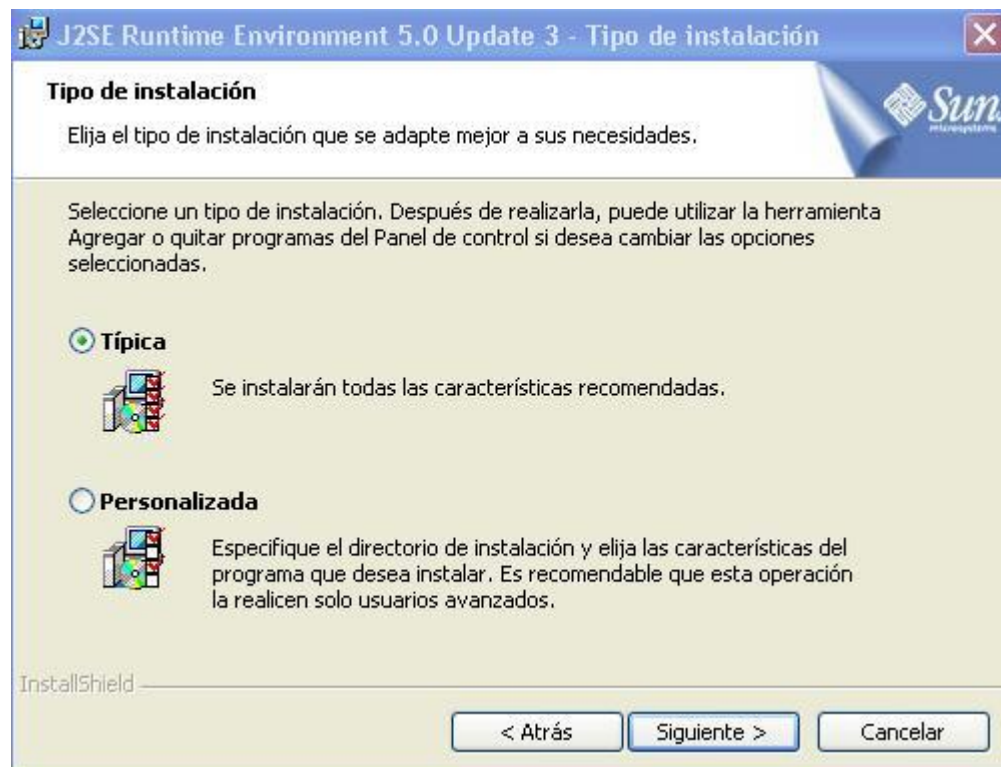 J2SE Runtime Environment 5.0 Update 3 - Tipo de instalación
Tipo de instalación
Elija el tipo de instalación que se adapte mejor a sus necesidades.
Sun
microsystems
Seleccione un tipo de instalación. Después de realizarla, puede utilizar la herramienta
Agregar o quitar programas del Panel de control si desea cambiar las opciones
seleccionadas.
Típica
Se instalarán todas las características recomendadas.
Personalizada
Especifique el directorio de instalación y elija las características del
programa que desea instalar. Es recomendable que esta operación
la realicen solo usuarios avanzados.
InstallShield
< Atrás
Siguiente >
Cancelar